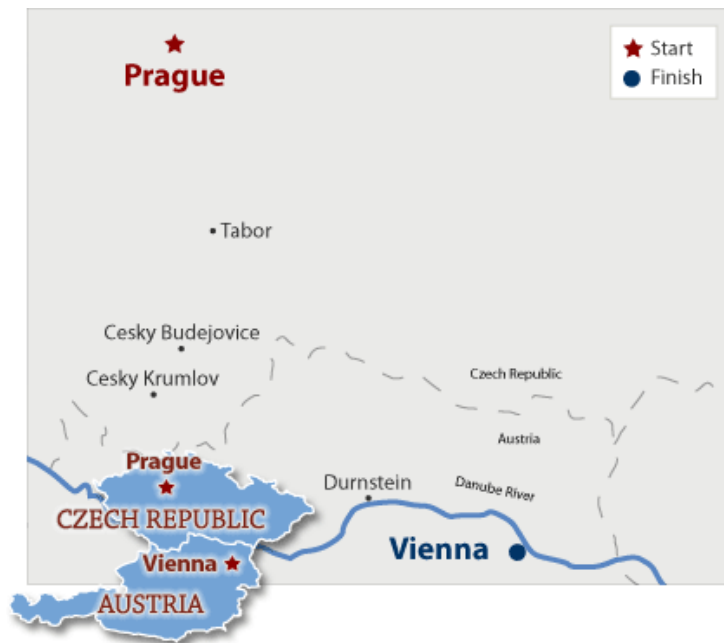 Start
Prague
Finish
Tabor
Cesky Budejovice
Czech Republic
Cesky Krumlov
Austria
Prague
Durnstein
Danube River
CZECH REPUBLIC
Vienna
Vienna
AUSTRIA